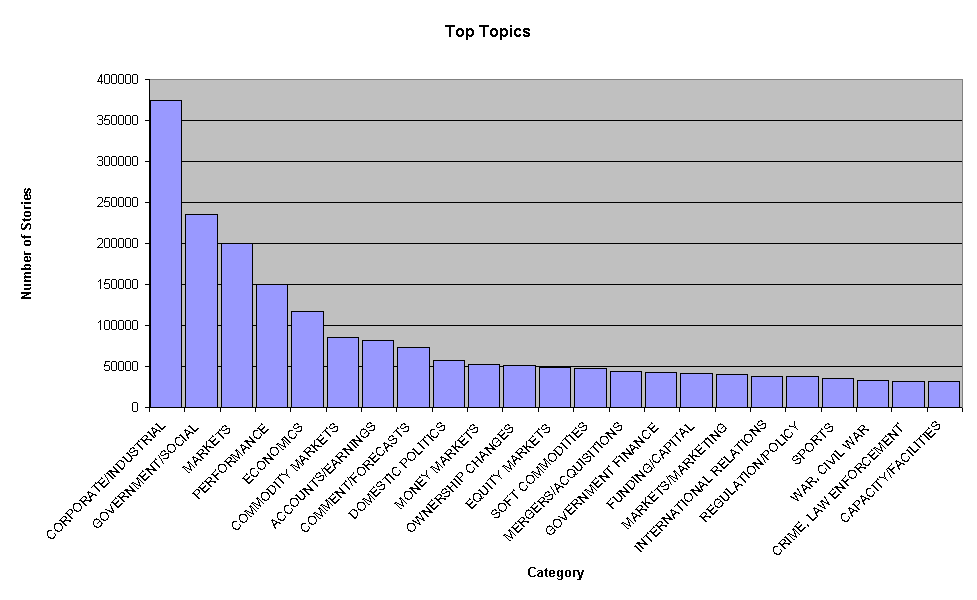 Top Topics
400000
350000
300000
250000
200000
150000
100000
50000
0
Number of Stories
CORPORATE/INDUSTRIAL
GOVERNMENT/SOCIAL
MARKETS
PERFORMANCE
ECONOMICS
COMMODITY MARKETS
ACCOUNTS/EARNINGS
COMMENT/FORECASTS
DOMESTIC POLITICS
MONEY MARKETS
OWNERSHIP CHANGES
EQUITY MARKETS
SOFT COMMODITIES
MERGERS/ACQUISITIONS
GOVERNMENT FINANCE
FUNDING/CAPITAL
MARKETS/MARKETING
INTERNATIONAL RELATIONS
REGULATION/POLICY
SPORTS
WAR, CIVIL WAR
CRIME, LAW ENFORCEMENT
CAPACITY/FACILITIES
Category